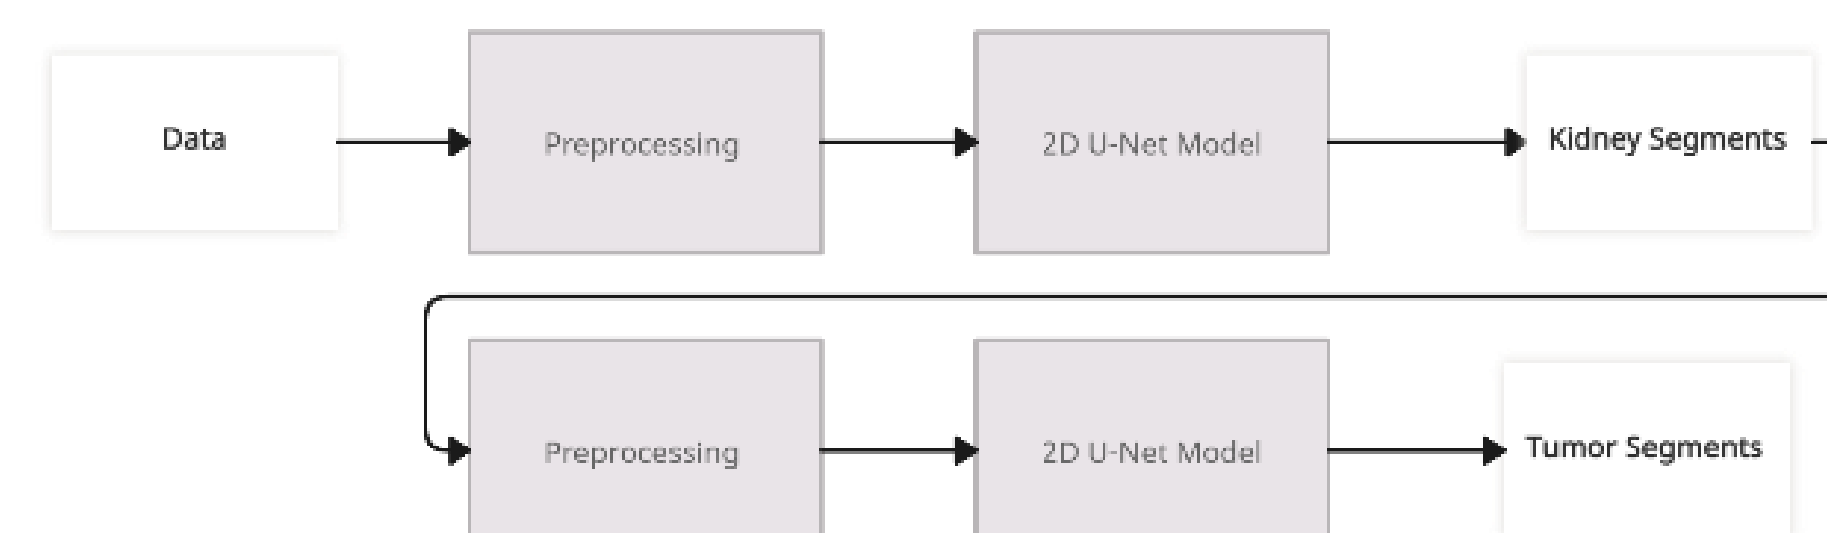 Data
Preprocessing
2D U-Net Model
Kidney Segments
Preprocessing
2D U-Net Model
Tumor Segments